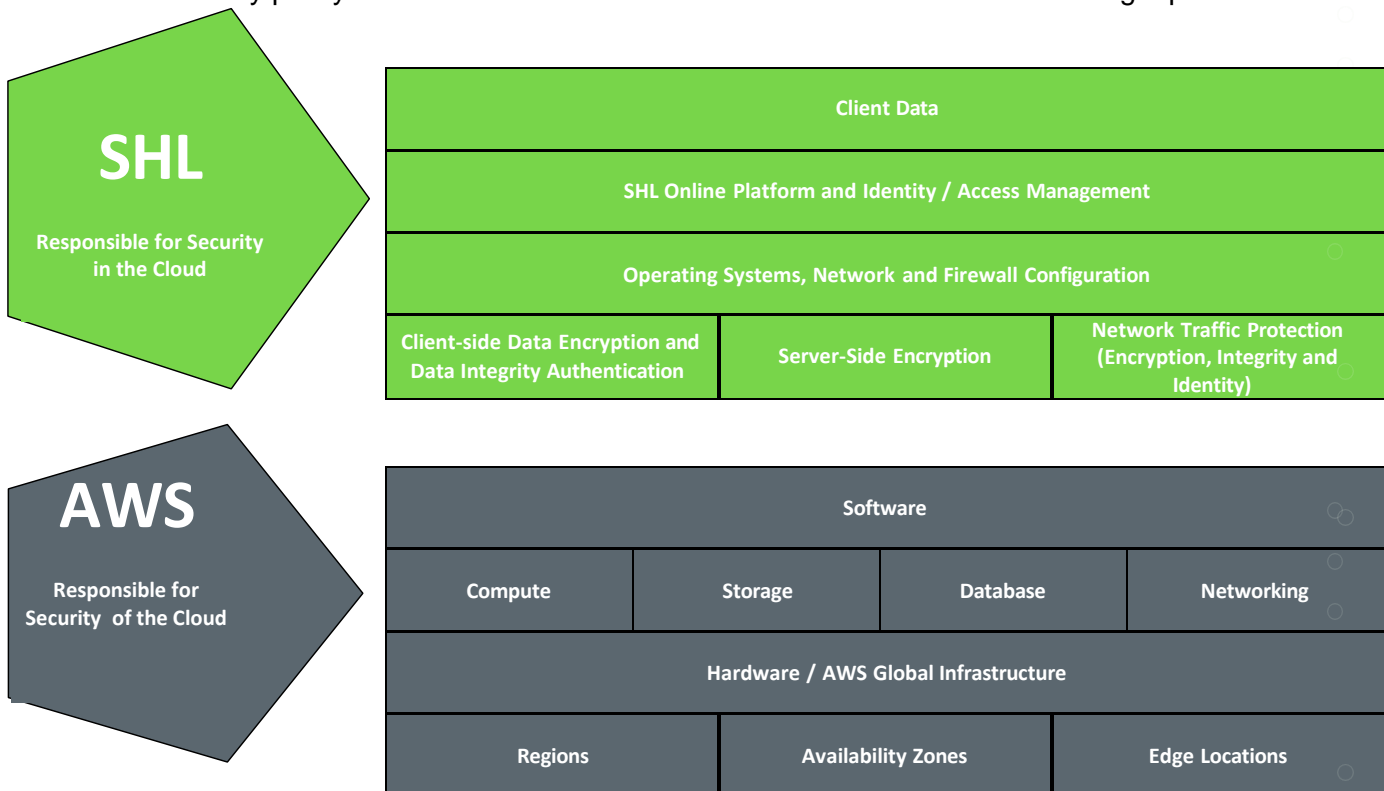 SHL
Responsible for Security
in the Cloud
Client Data
SHL Online Platform and Identity / Access Management
Operating Systems, Network and Firewall Configuration
Client-side Data Encryption and
Data Integrity Authentication
Server-Side Encryption
Network Traffic Protection
(Encryption, Integrity and
Identity)
AWS
Responsible for
Security of the Cloud
Software
Compute
Storage
Database
Networking
Hardware / AWS Global Infrastructure
Regions
Availability Zones
Edge Locations